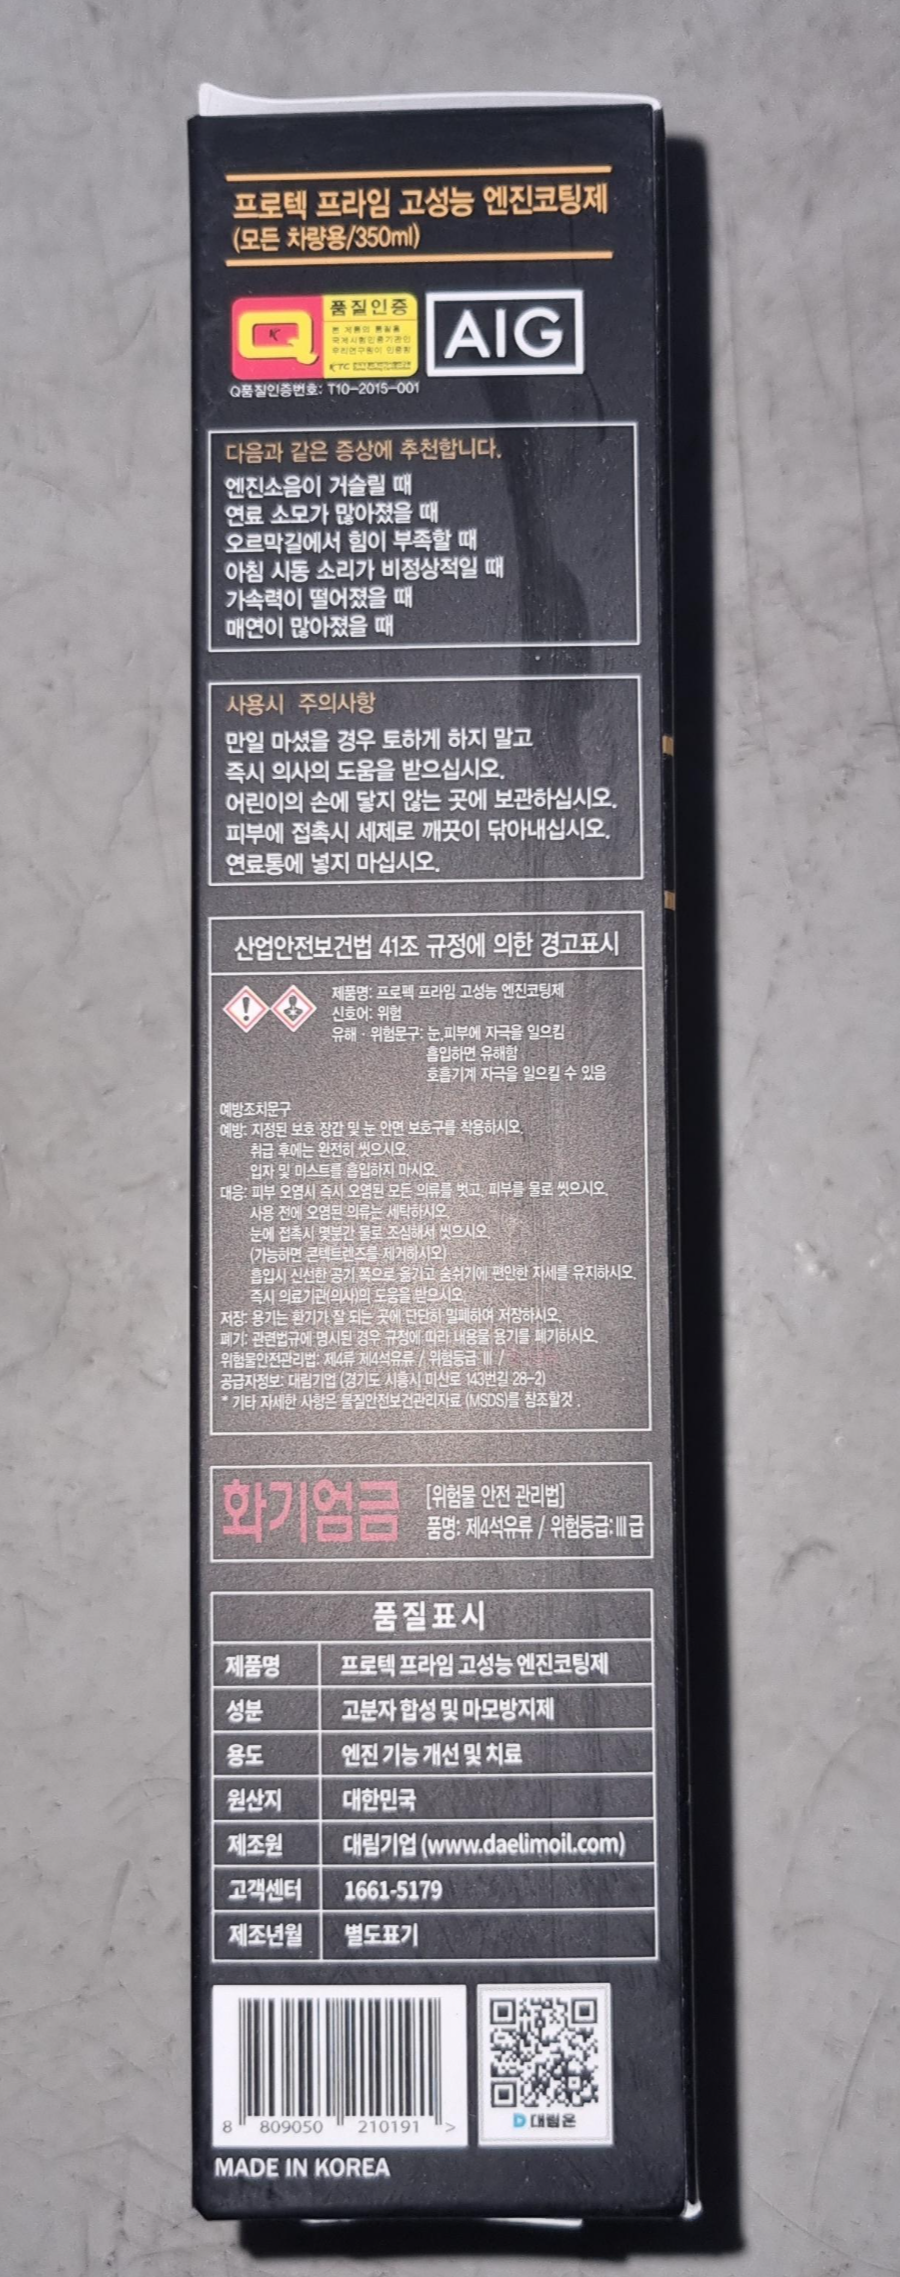 프로텍 프라임 고성능 엔진코팅제
(모든 차량용/350ml)
품질인증
본 제품의 품질을
국제시험인증기관인
우리연구원이 인증함
KTC
AIG
Q품질인증번호: T10-2015-001
다음과 같은 증상에 추천합니다.
엔진소음이 거슬릴 때
연료 소모가 많아졌을 때
오르막길에서 힘이 부족할 때
아침 시동 소리가 비정상적일 때
가속력이 떨어졌을 때
매연이 많아졌을 때
사용시 주의사항
만일 마셨을 경우 토하게 하지 말고
즉시 의사의 도움을 받으십시오.
어린이의 손에 닿지 않는 곳에 보관하십시오.
피부에 접촉시 세제로 깨끗이 닦아내십시오.
연료통에 넣지 마십시오.
산업안전보건법 41조 규정에 의한 경고표시
제품명: 프로펙 프라임 고성능 엔진코팅제
신호어: 위험
유해 · 위험문구: 눈,피부에 자극을 일으킴
흡입하면 유해함
호흡기계 자극을 일으킬 수 있음
예방조치문구
예방: 지정된 보호 장갑 및 눈 안면 보호구를 착용하시오.
취급 후에는 완전히 씻으시오.
입자 및 미스트를 흡입하지 마시오.
대응: 피부 오염시 즉시 오염된 모든 의류를 벗고, 피부를 물로 씻으시오.
사용 전에 오염된 의류는 세탁하시오.
눈에 접촉시 몇분간 물로 조심해서 씻으시오.
(가능하면 콘텍트렌즈를 제거하시오)
흡입시 신선한 공기 쪽으로 옮기고 숨쉬기에 편안한 자세를 유지하시오.
즉시 의료기관(의사)의 도움을 받으시오.
저장: 용기는 환기가 잘 되는 곳에 단단히 밀폐하여 저장하시오.
폐기: 관련법규에 명시된 경우 규정에 따라 내용물 용기를 폐기하시오.
위험물안전관리법: 제4류 제4석유류 / 위험등급 Ⅲ /
공급자정보: 대림기업 (경기도 시흥시 미산로 143번길 28-2)
* 기타 자세한 사항은 물질안전보건관리자료 (MSDS)를 참조할것 .
화기엄금
[위험물 안전 관리법]
품명: 제4석유류 / 위험등급:Ⅲ급
품질표시
제품명 프로텍 프라임 고성능 엔진코팅제
성분 고분자 합성 및 마모방지제
용도 엔진 기능 개선 및 치료
원산지 대한민국
제조원 대림기업 (www.daelimoil.com)
고객센터 1661-5179
제조년월 별도표기
8 809050 210191 >
D 대림온
MADE IN KOREA